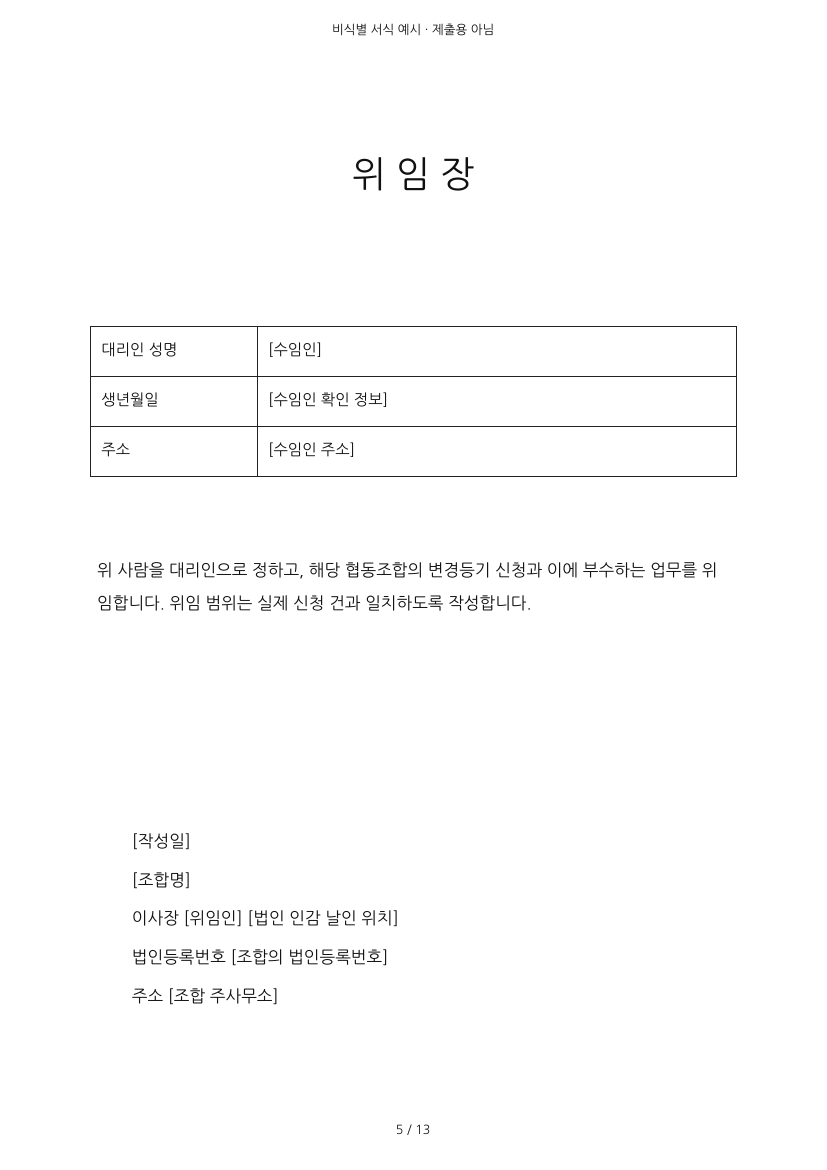 비식별 서식 예시 · 제출용 아님
위 임 장
대리인 성명 [수임인]
생년월일 [수임인 확인 정보]
주소 [수임인 주소]
위 사람을 대리인으로 정하고, 해당 협동조합의 변경등기 신청과 이에 부수하는 업무를 위
임합니다. 위임 범위는 실제 신청 건과 일치하도록 작성합니다.
[작성일]
[조합명]
이사장 [위임인] [법인 인감 날인 위치]
법인등록번호 [조합의 법인등록번호]
주소 [조합 주사무소]
5 / 13